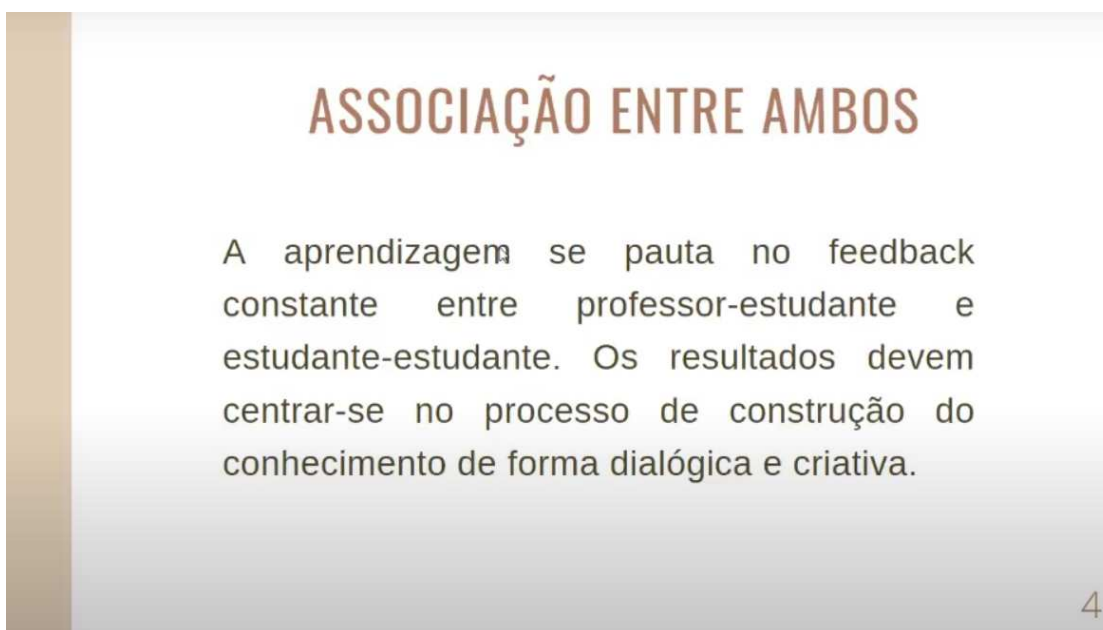 ASSOCIAÇÃO ENTRE AMBOS
A aprendizagem se pauta no feedback
constante entre professor-estudante e
estudante-estudante. Os resultados devem
centrar-se no processo de construção do
conhecimento de forma dialógica e criativa.
4